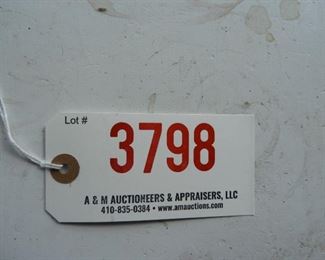 Lot #
3798
A & M AUCTIONEERS & APPRAISERS, LLC
410-835-0384 • www.amauctions.com